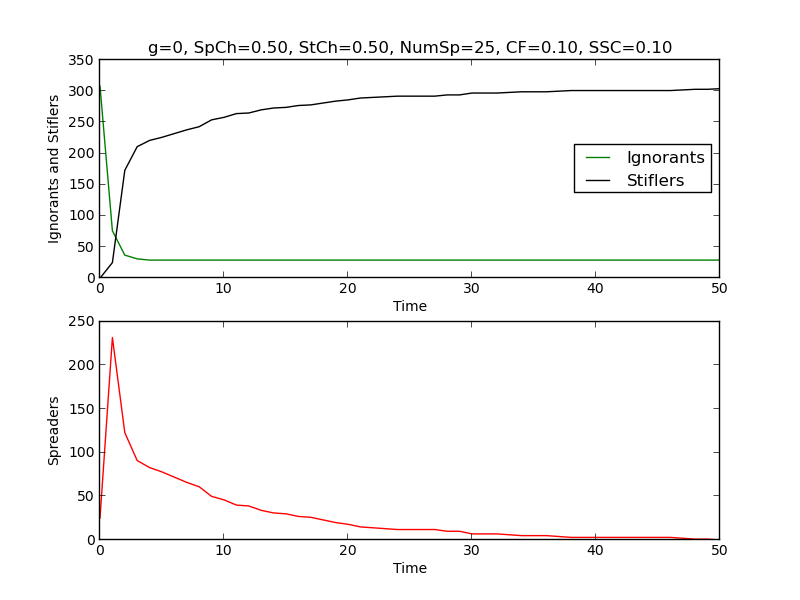 g=0, SpCh=0.50, StCh=0.50, NumSp=25, CF=0.10, SSC=0.10
350
300
250
200
150
100
50
0
Ignorants and Stiflers
Ignorants
Stiflers
0 10 20 30 40 50
Time
250
200
150
100
50
0
Spreaders
0 10 20 30 40 50
Time